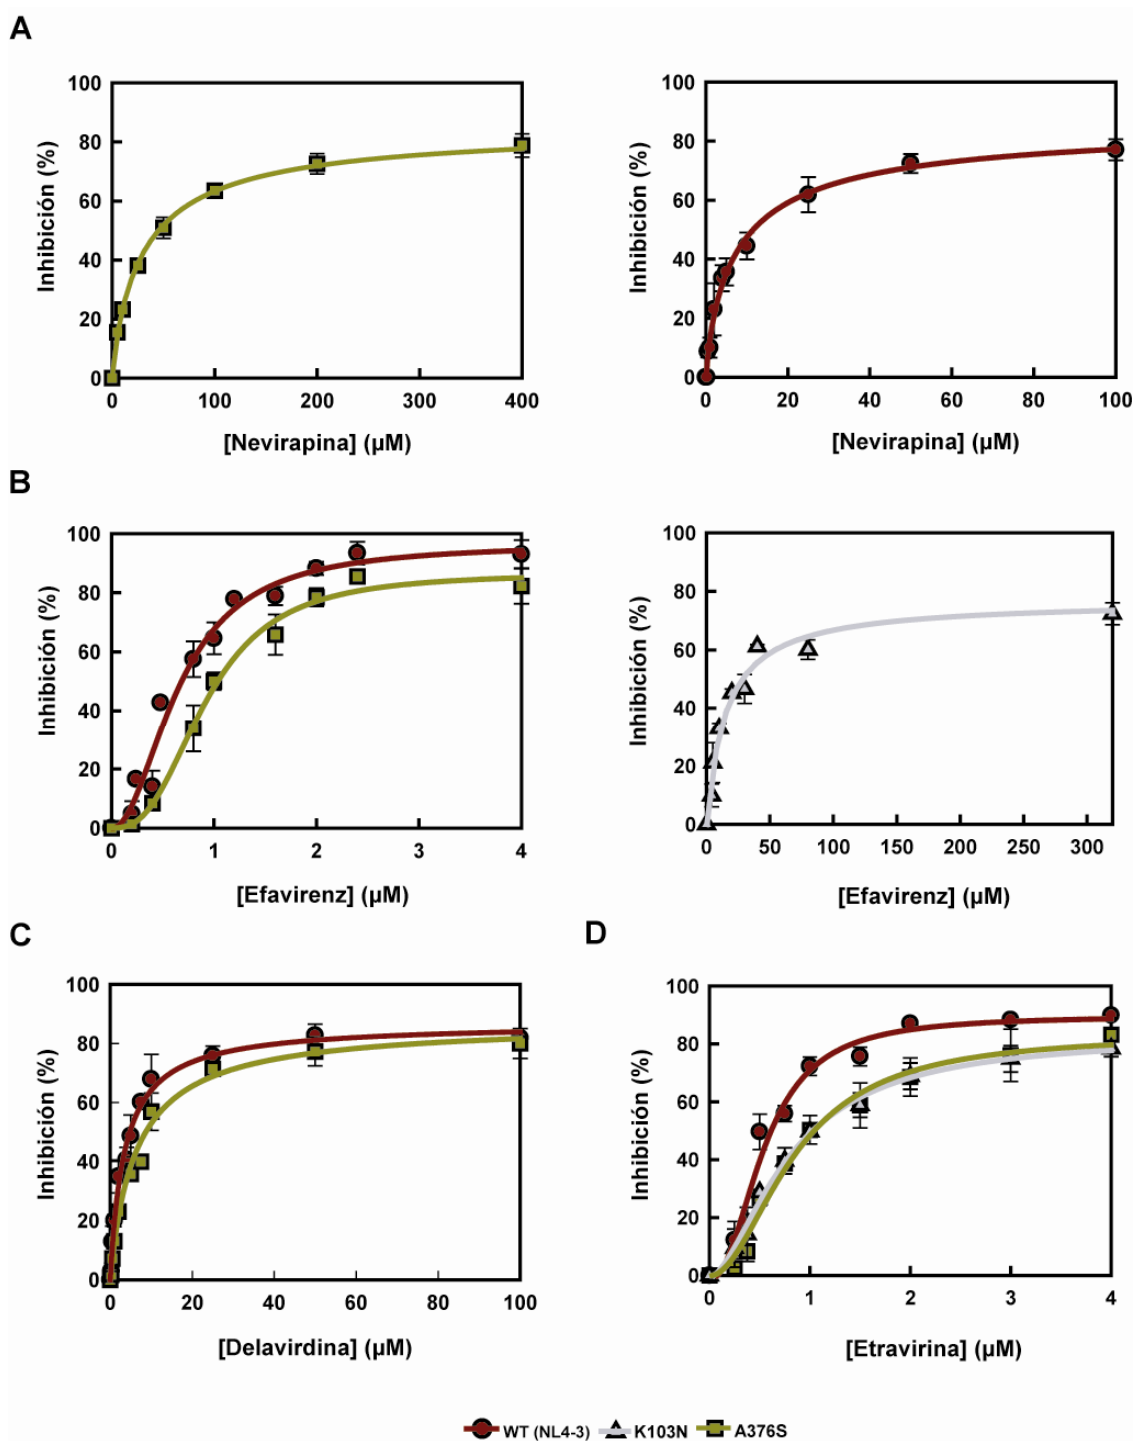 A
100
80
60
40
20
0
Inhibición (%)
0 100 200 300 400
[Nevirapina] (µM)
100
80
60
40
20
0
Inhibición (%)
0 20 40 60 80 100
[Nevirapina] (µM)
B
100
80
60
40
20
0
Inhibición (%)
0 1 2 3 4
[Efavirenz] (µM)
100
80
60
40
20
0
Inhibición (%)
0 50 100 150 200 250 300
[Efavirenz] (µM)
C
100
80
60
40
20
0
Inhibición (%)
0 20 40 60 80 100
[Delavirdina] (µM)
D
100
80
60
40
20
0
Inhibición (%)
0 1 2 3 4
[Etravirina] (µM)
WT (NL4-3) K103N A376S